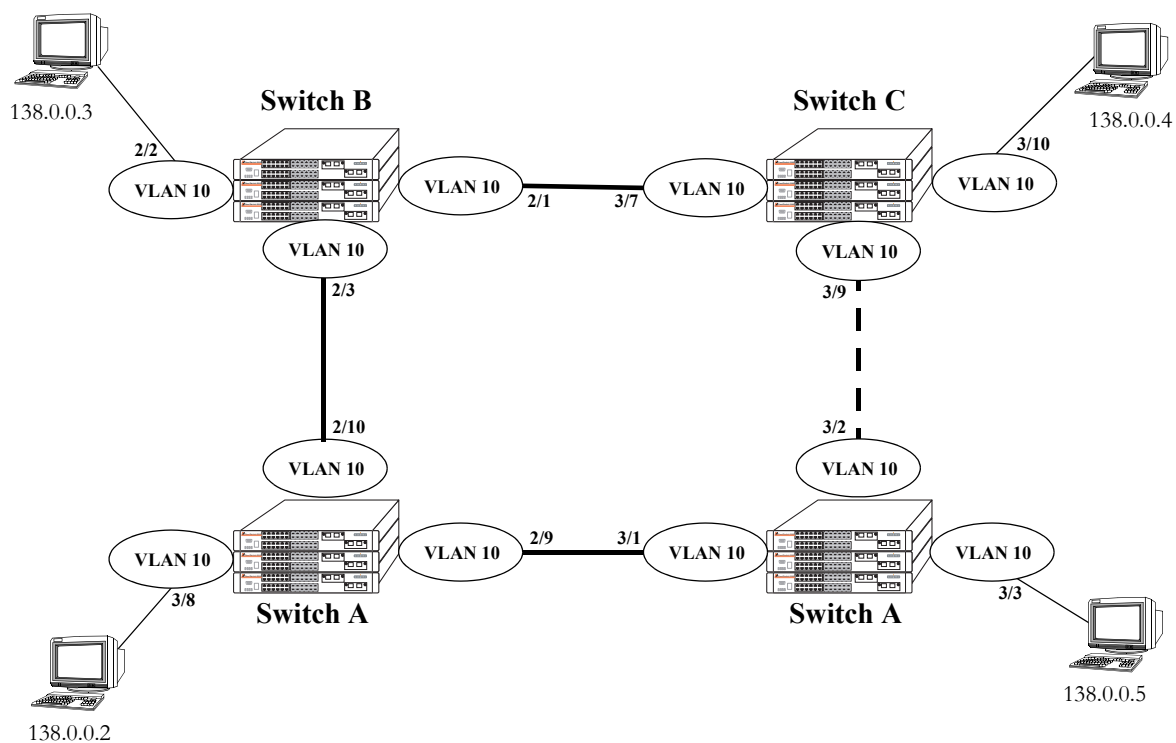 138.0.0.3
Switch B
Switch C
138.0.0.4
2/2
3/10
VLAN 10
VLAN 10
2/1
3/7
VLAN 10
VLAN 10
VLAN 10
2/3
VLAN 10
3/9
2/10
3/2
VLAN 10
VLAN 10
VLAN 10
3/8
VLAN 10
2/9
3/1
VLAN 10
VLAN 10
3/3
Switch A
Switch A
138.0.0.2
138.0.0.5